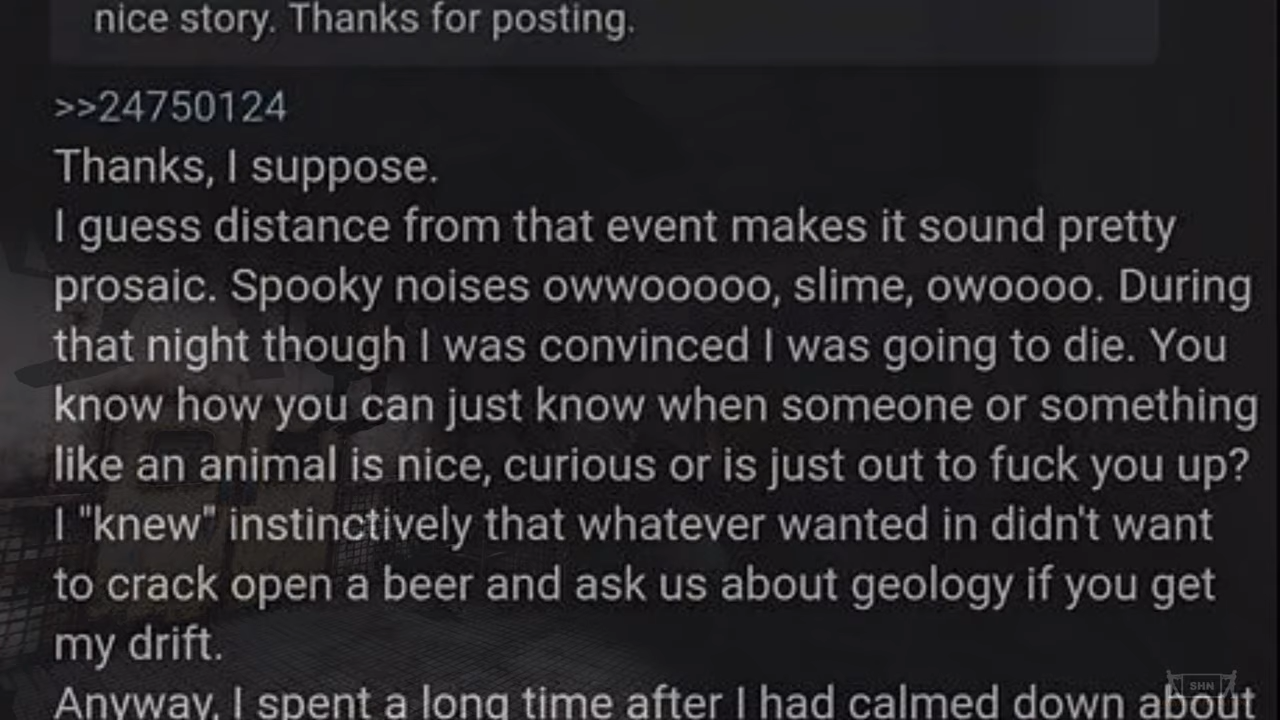 nice story. Thanks for posting.
>>24750124
Thanks, I suppose.
I guess distance from that event makes it sound pretty
prosaic. Spooky noises owwooooo, slime, owoooo. During
that night though I was convinced I was going to die. You
know how you can just know when someone or something
like an animal is nice, curious or is just out to fuck you up?
I "knew" instinctively that whatever wanted in didn't want
to crack open a beer and ask us about geology if you get
my drift.
Anyway, I spent a long time after I had calmed down about
SHN